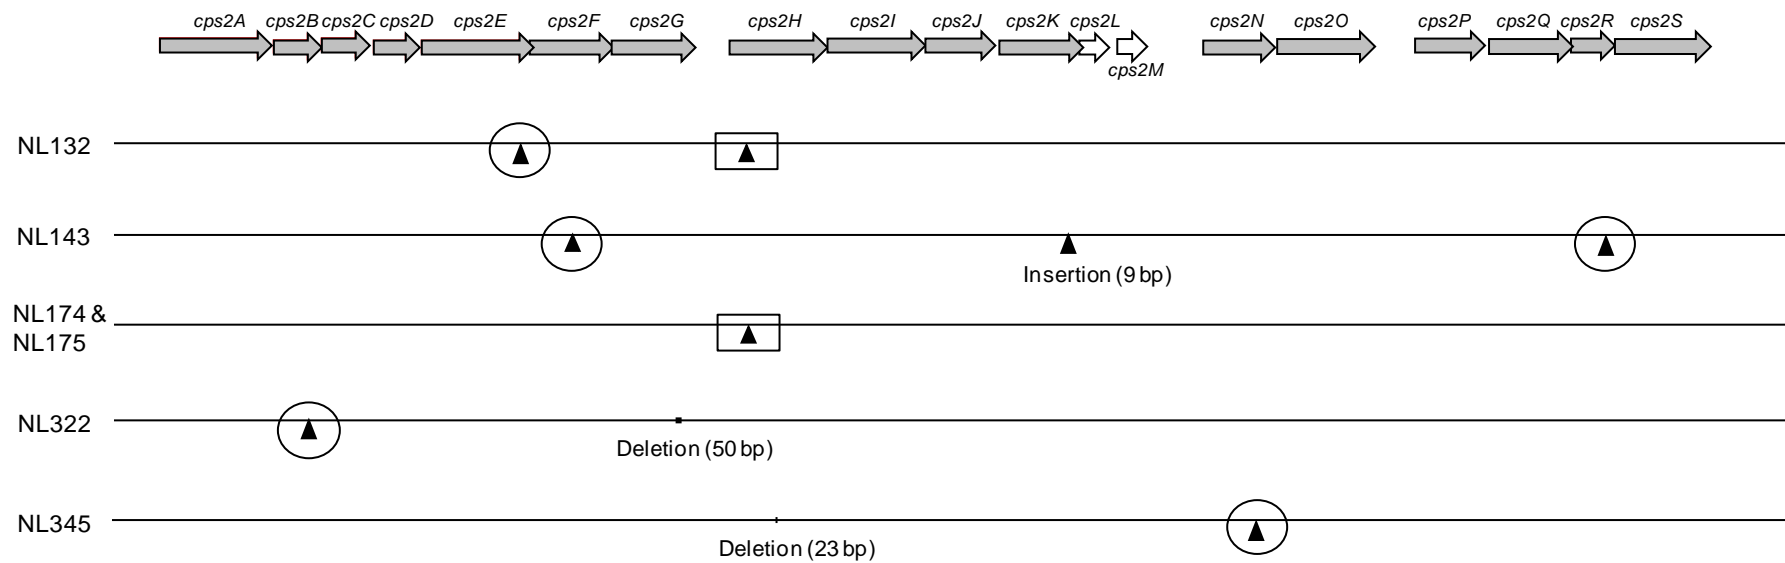 cps2A cps2B cps2C cps2D cps2E cps2F cps2G cps2H cps2I cps2J cps2K cps2L cps2N cps2O cps2P cps2Q cps2R cps2S
cps2M
NL132
NL143
Insertion (9 bp)
NL174 &
NL175
NL322
Deletion (50 bp)
NL345
Deletion (23 bp)